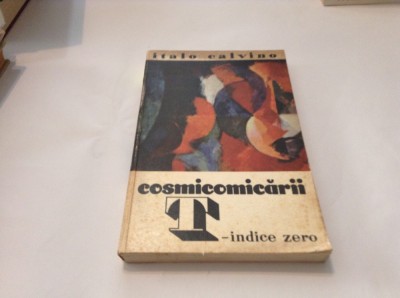 italo calvino
cosmicomicării
T
-indice zero